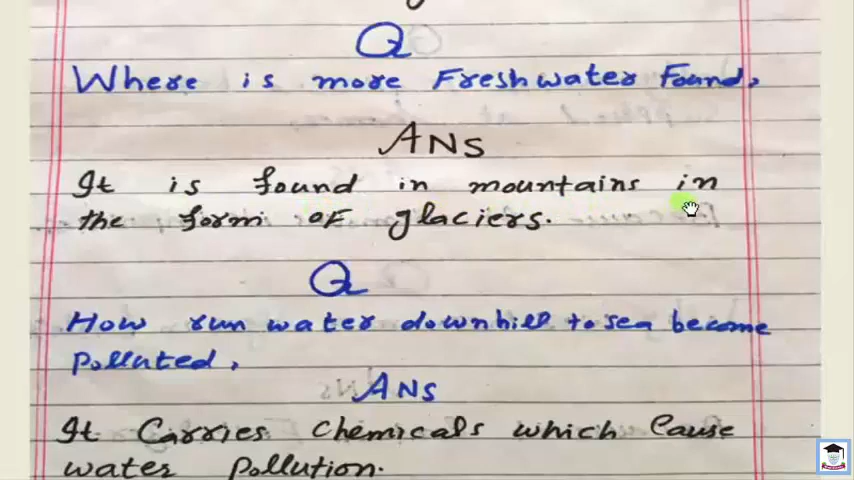 Q
Where is more Freshwater Found,
ANS
It is found in mountains in
the form OF glaciers.
Q
How run water downhill to sea become
Polluted,
ANS
It Carries Chemicals which Cause
water Pollution.